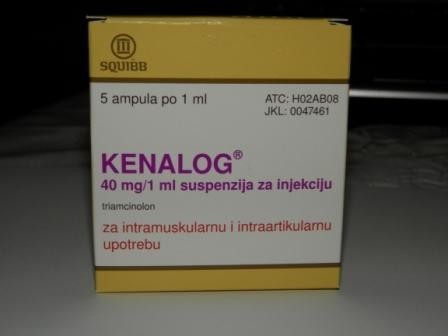 SQUIBB
5 ampula po 1 ml
ATC: H02AB08
JKL: 0047461
KENALOG®
40 mg/1 ml suspenzija za injekciju
triamcinolon
za intramuskularnu i intraartikularnu
upotrebu